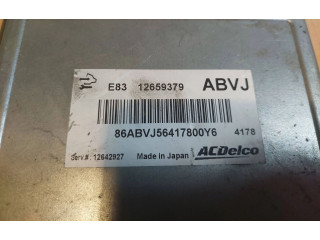 E83 12659379 ABVJ
86ABVJ56417800Y6 4178
Serv.#: 12642927 Made in Japan ACDelco